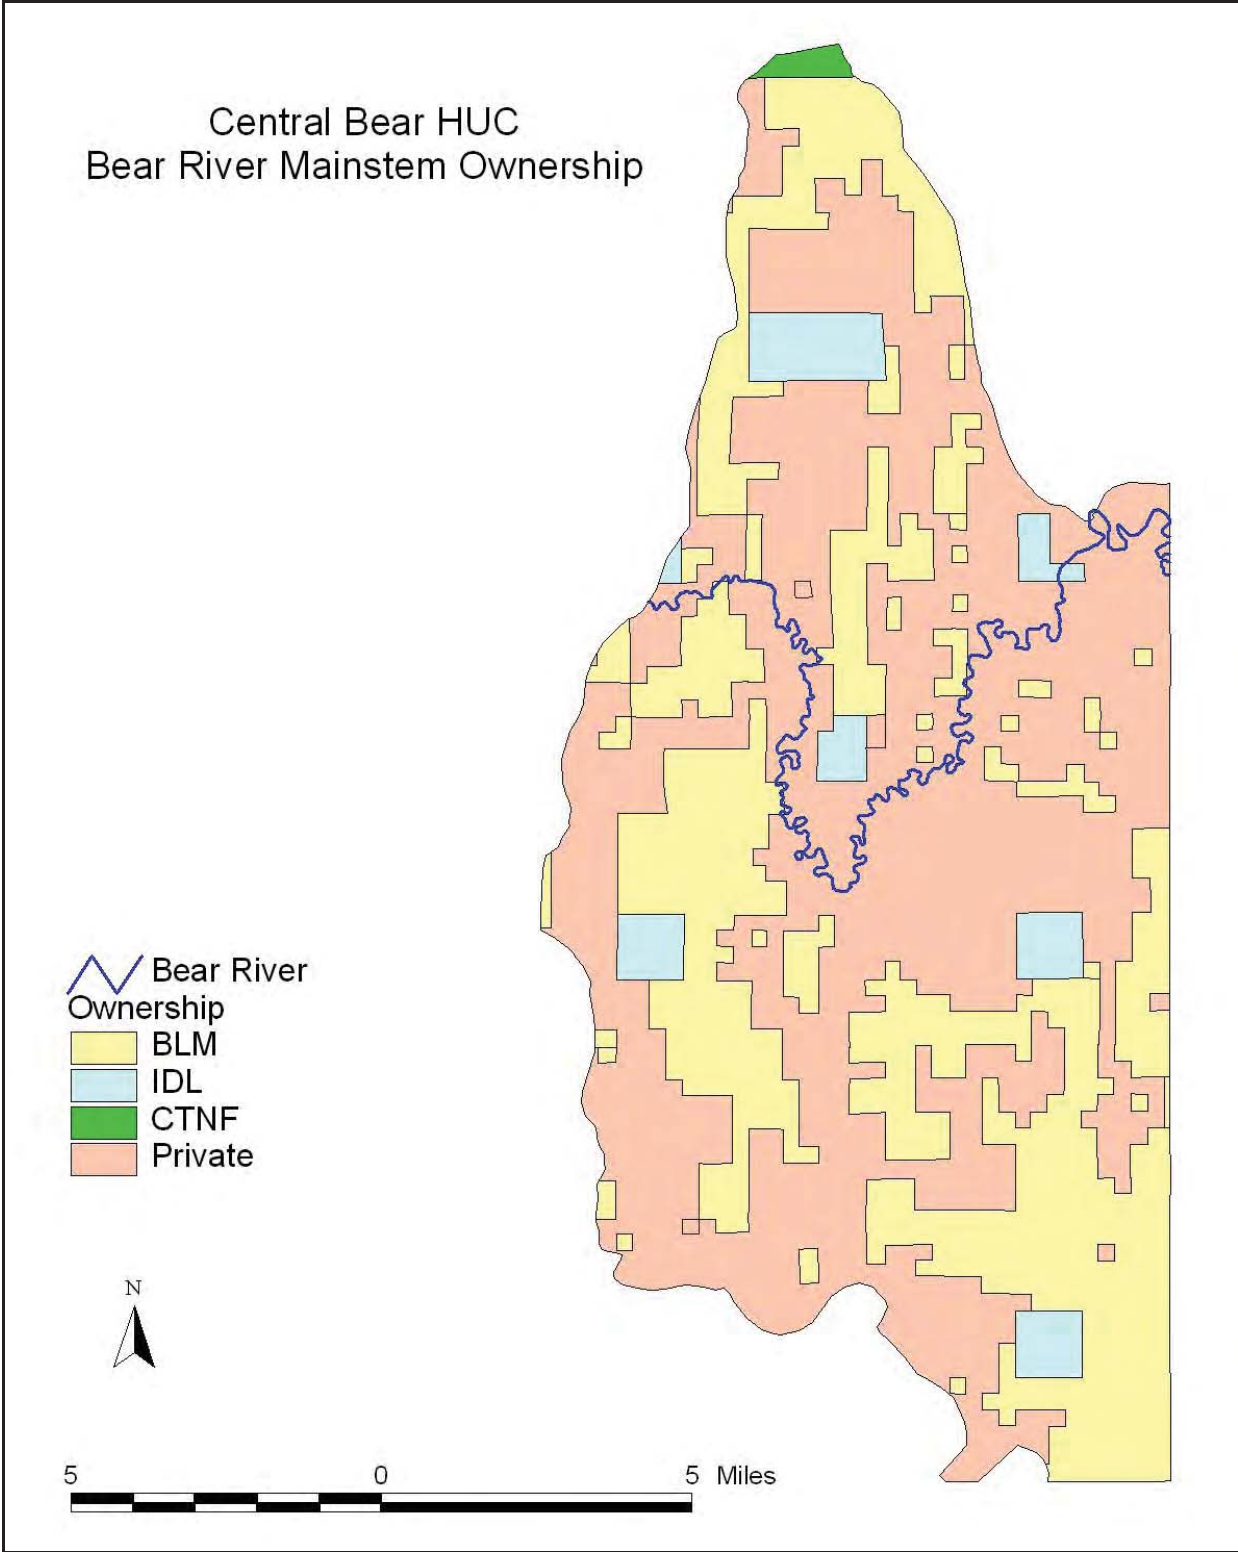 Central Bear HUC
Bear River Mainstem Ownership
Bear River
Ownership
BLM
IDL
CTNF
Private
N
5 0 5 Miles